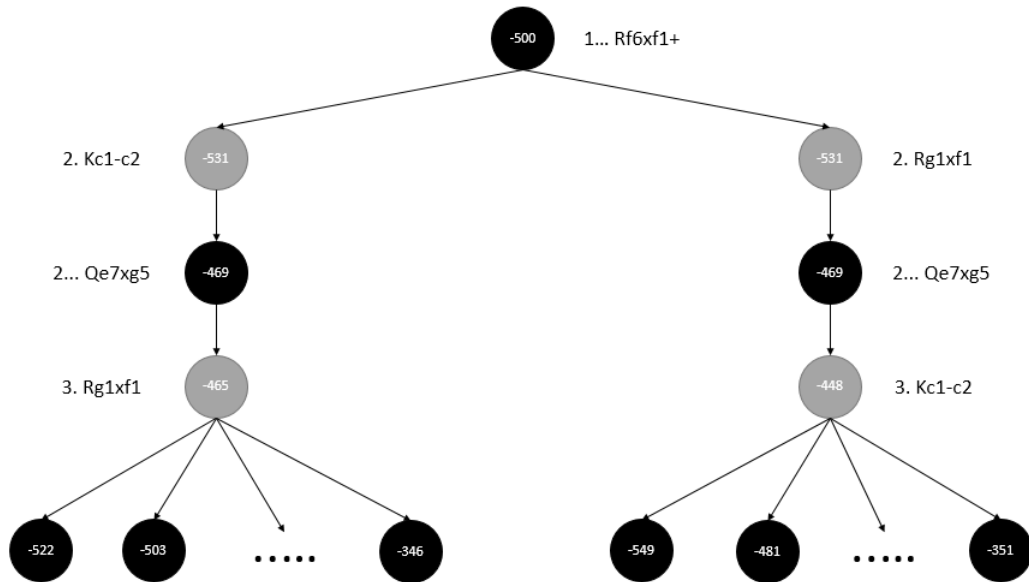 -500
1... Rf6xf1+
2. Kc1-c2
-531
-531
2. Rg1xf1
2... Qe7xg5
-469
-469
2... Qe7xg5
3. Rg1xf1
-465
-448
3. Kc1-c2
-522
-503
.....
-346
-549
-481
.....
-351